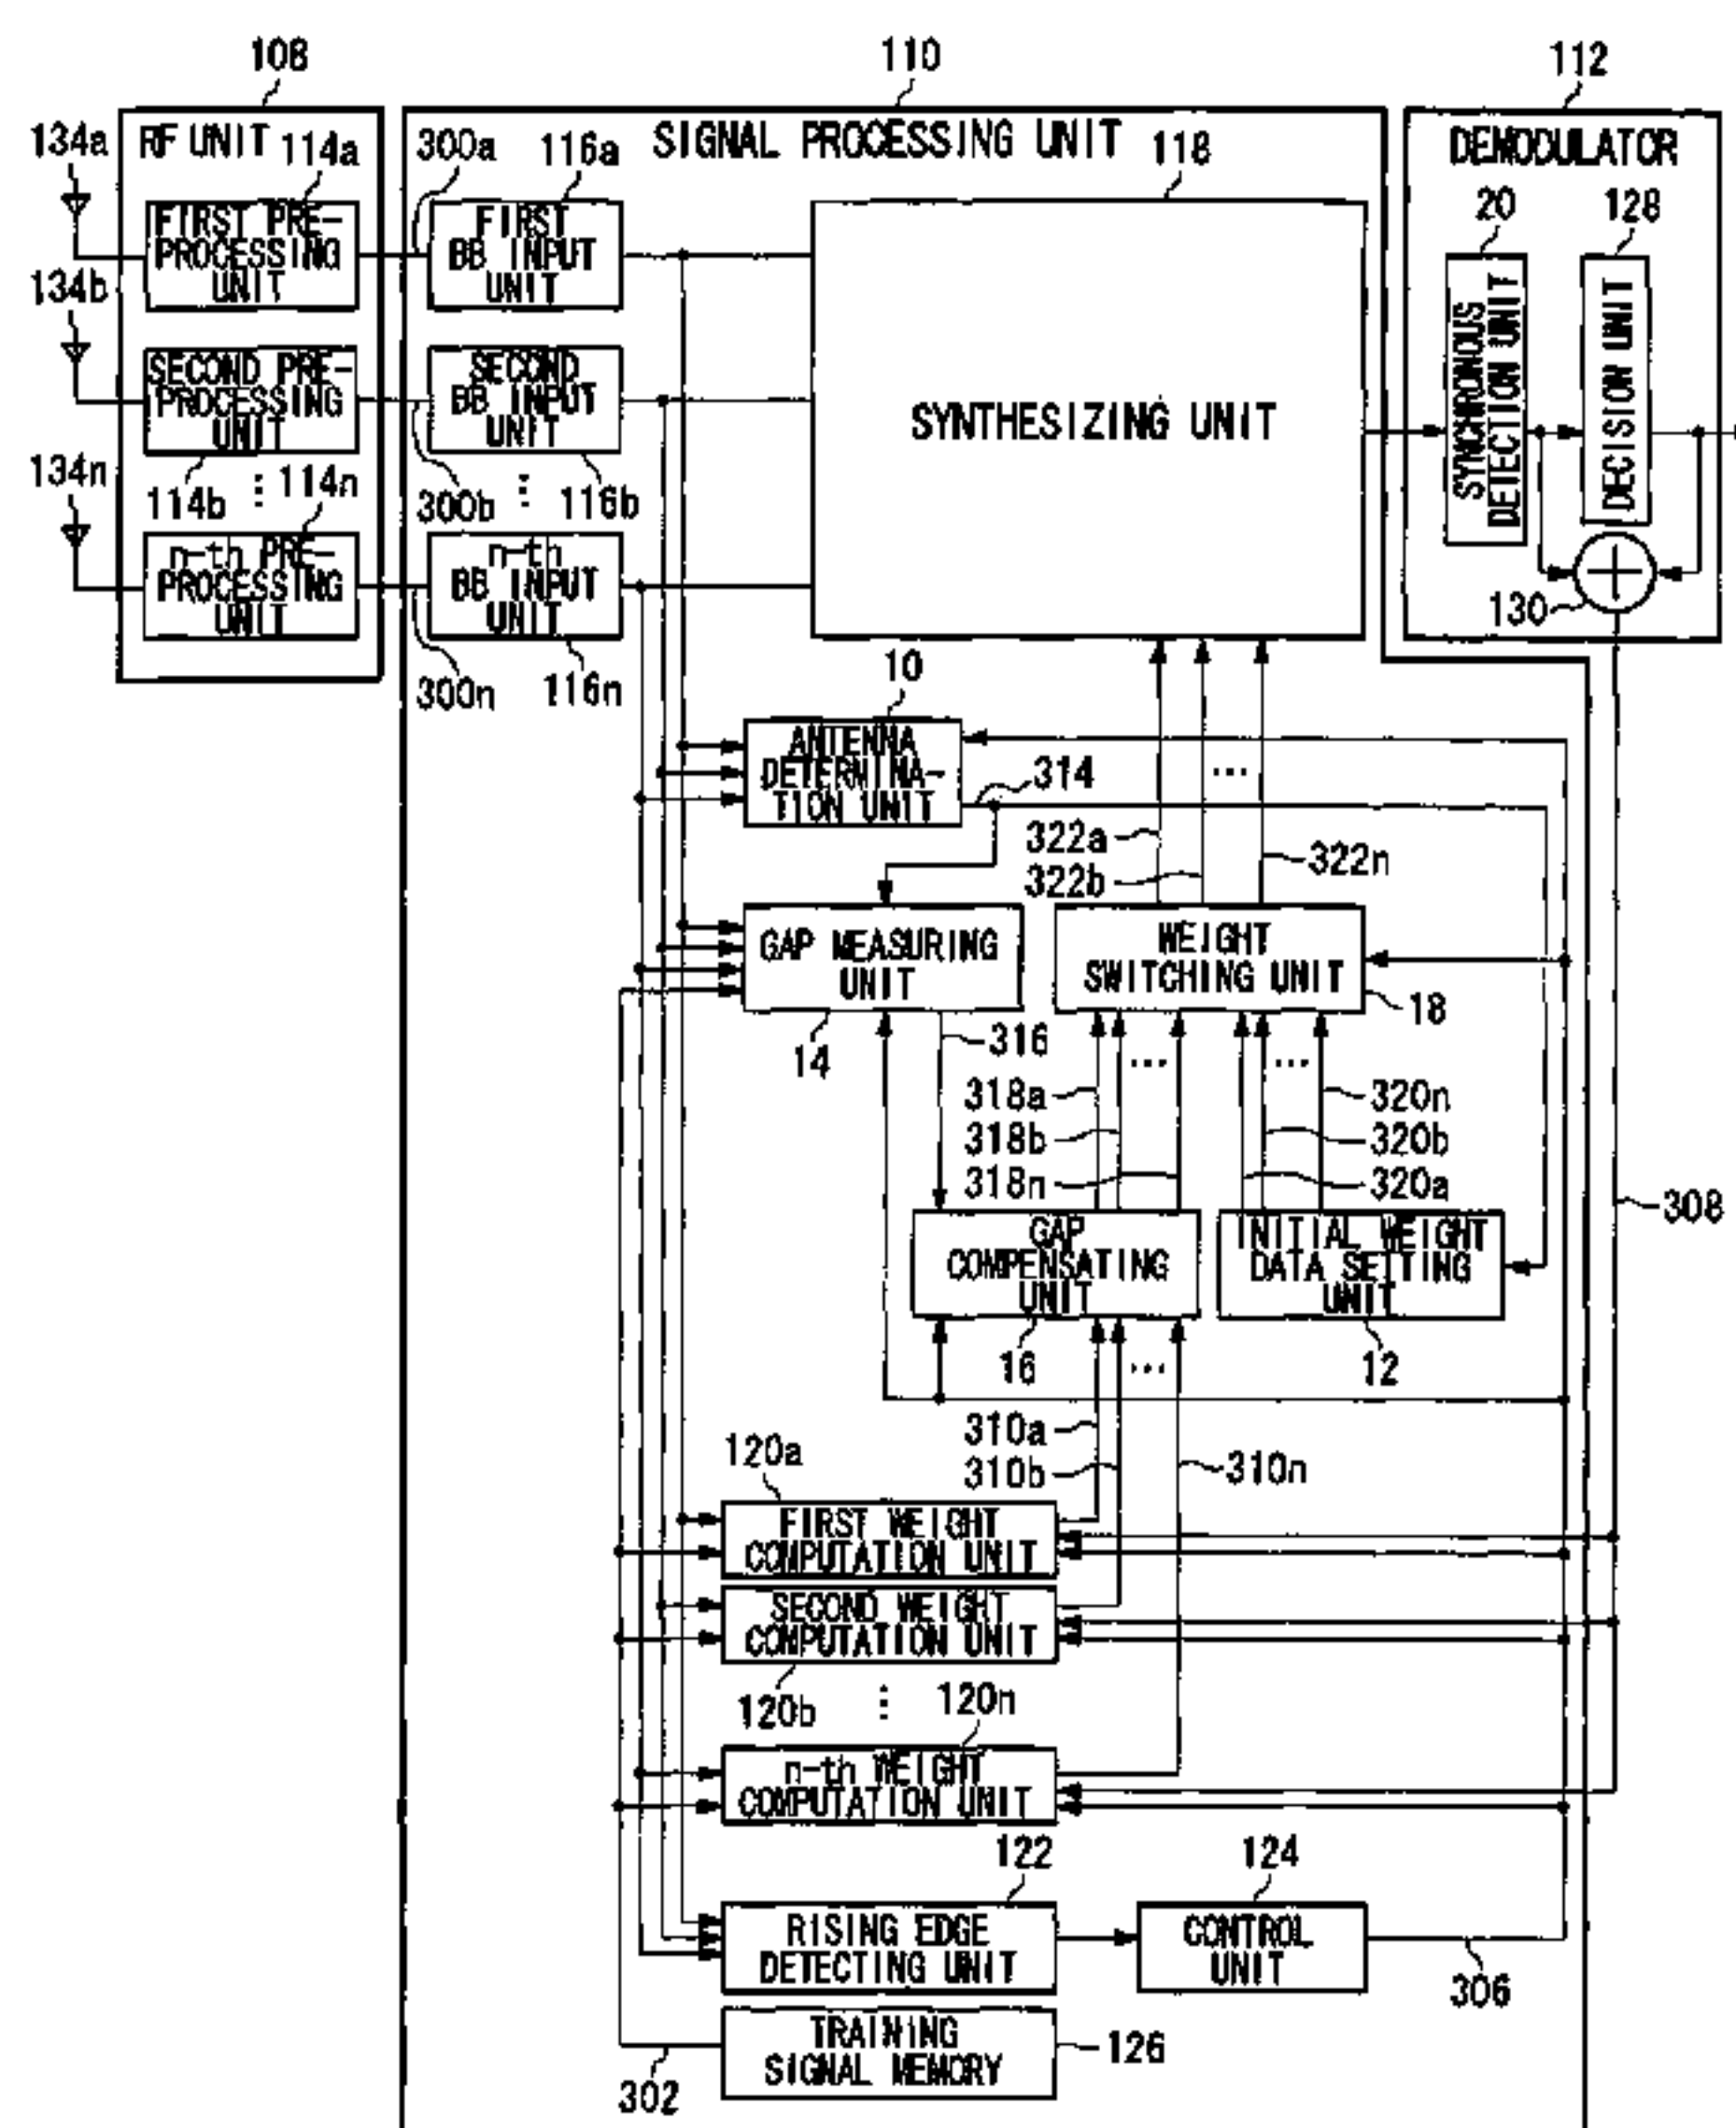 108
110
112
134a
RF UNIT
114a
300a
116a
SIGNAL PROCESSING UNIT
118
DEMODULATOR
FIRST PRE-
PROCESSING
UNIT
FIRST
BB INPUT
UNIT
20
128
134b
SECOND PRE-
PROCESSING
UNIT
SECOND
BB INPUT
UNIT
SYNTHESIZING UNIT
SYNCHRONOUS
DETECTION UNIT
DECISION UNIT
134n
114b
⋮
114n
300b
⋮
116b
n-th PRE-
PROCESSING
UNIT
n-th
BB INPUT
UNIT
130
300n
116n
10
ANTENNA
DETERMINA-
TION UNIT
...
314
322a
322b
322n
GAP MEASURING
UNIT
WEIGHT
SWITCHING UNIT
18
14
316
...
...
318a
318b
318n
320n
320b
320a
308
GAP
COMPENSATING
UNIT
INITIAL WEIGHT
DATA SETTING
UNIT
16
...
12
310a
310b
310n
120a
FIRST WEIGHT
COMPUTATION UNIT
SECOND WEIGHT
COMPUTATION UNIT
120b
⋮
120n
n-th WEIGHT
COMPUTATION UNIT
122
124
RISING EDGE
DETECTING UNIT
CONTROL
UNIT
306
TRAINING
SIGNAL MEMORY
126
302